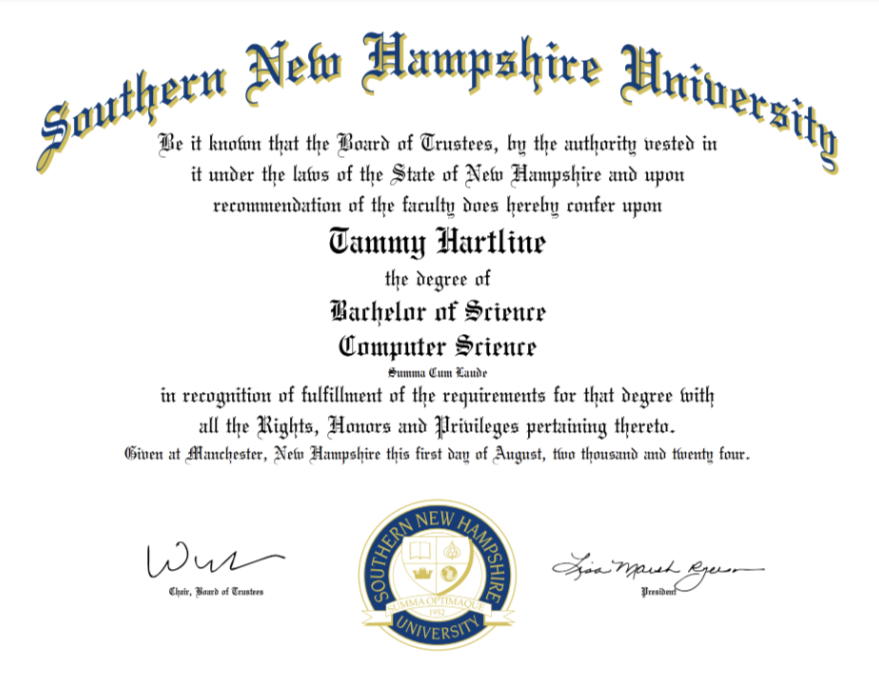 Southern New Hampshire University
Be it known that the Board of Trustees, by the authority vested in
it under the laws of the State of New Hampshire and upon
recommendation of the faculty does hereby confer upon
Tammy Hartline
the degree of
Bachelor of Science
Computer Science
Summa Cum Laude
in recognition of fulfillment of the requirements for that degree with
all the Rights, Honors and Privileges pertaining thereto.
Given at Manchester, New Hampshire this first day of August, two thousand and twenty four.
Chair, Board of Trustees
SOUTHERN NEW HAMPSHIRE
SUMMA OPTIMAQUE
1932
UNIVERSITY
Lisa Marsh Ryerson
President